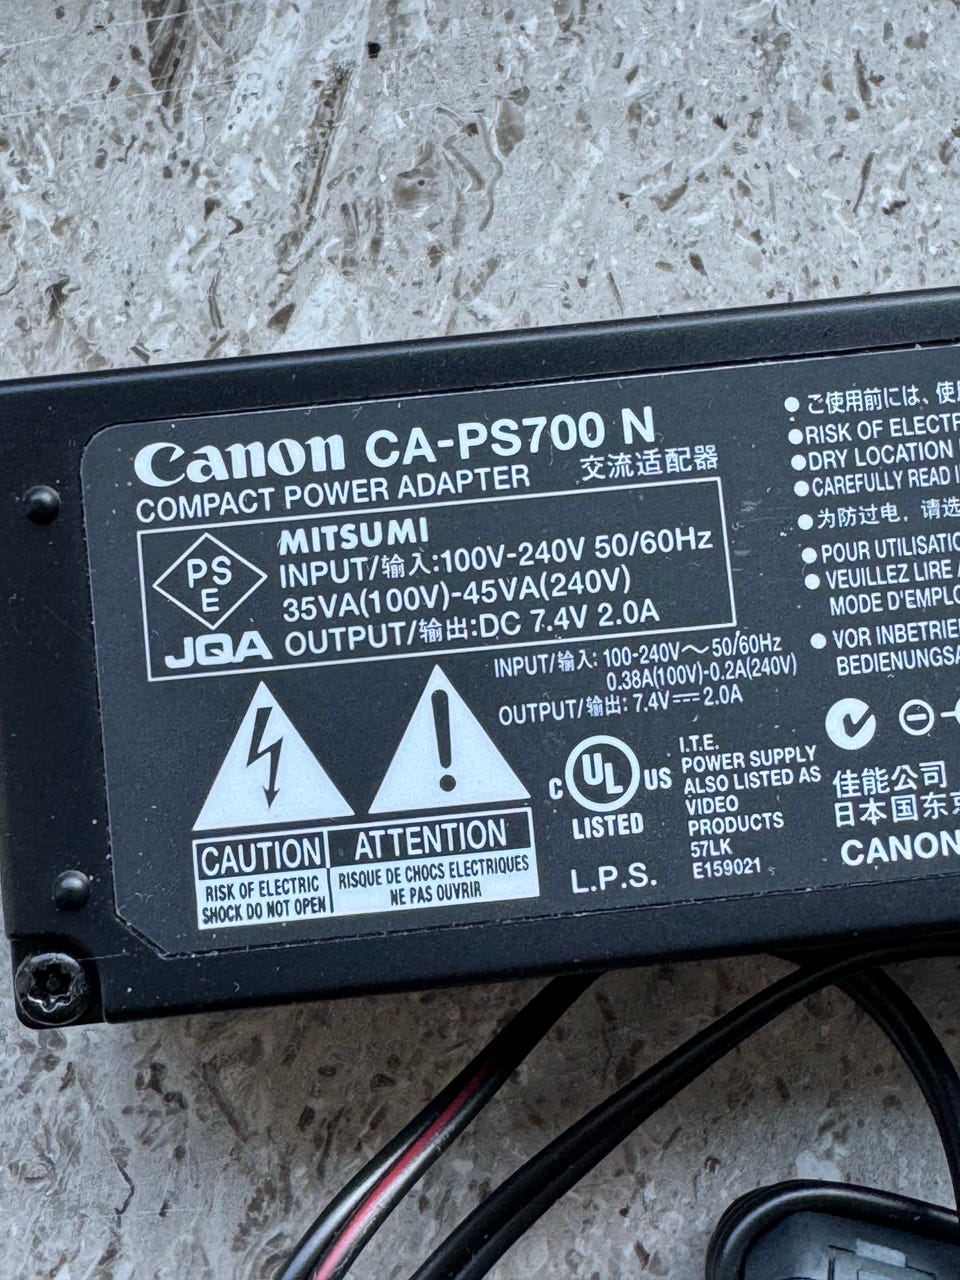 Canon CA-PS700 N
COMPACT POWER ADAPTER 交流适配器
PS
E
JQA
MITSUMI
INPUT/输入:100V-240V 50/60Hz
35VA(100V)-45VA(240V)
OUTPUT/输出:DC 7.4V 2.0A
INPUT/输入: 100-240V～50/60Hz
0.38A(100V)-0.2A(240V)
OUTPUT/输出: 7.4V⎓2.0A
CAUTION
RISK OF ELECTRIC
SHOCK DO NOT OPEN
ATTENTION
RISQUE DE CHOCS ELECTRIQUES
NE PAS OUVRIR
C UL US
LISTED
L.P.S.
I.T.E.
POWER SUPPLY
ALSO LISTED AS
VIDEO
PRODUCTS
57LK
E159021
●ご使用前には、使
●RISK OF ELECTR
●DRY LOCATION
●CAREFULLY READ
●为防过电，请选
●POUR UTILISATIO
●VEUILLEZ LIRE
MODE D'EMPLO
●VOR INBETRIE
BEDIENUNGSA
佳能公司
日本国东京
CANON